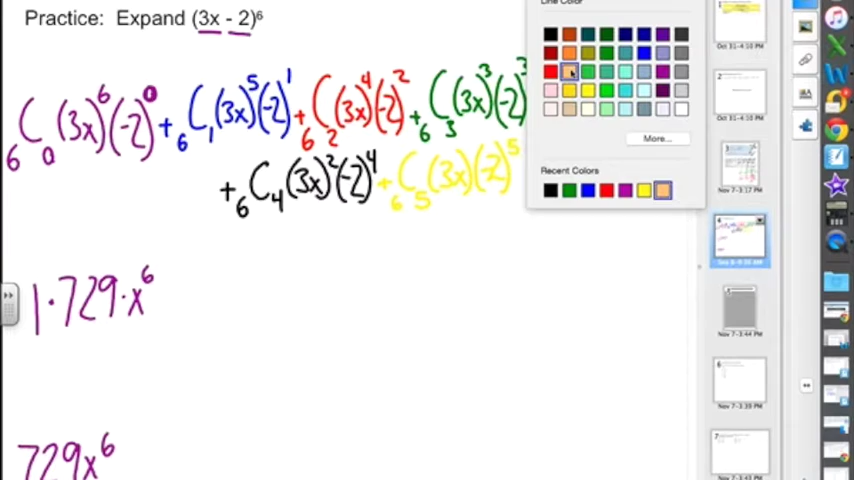 Line Color
Practice: Expand (3x - 2)⁶
₆C₀(3x)⁶(-2)⁰ + ₆C₁(3x)⁵(-2)¹ + ₆C₂(3x)⁴(-2)² + ₆C₃(3x)³(-2)³
+ ₆C₄(3x)²(-2)⁴ + ₆C₅(3x)(-2)⁵
1·729·x⁶
729x⁶
More...
Recent Colors
Oct 31-4:10 PM
Oct 31-4:10 PM
Nov 7-3:17 PM
Nov 7-3:44 PM
Nov 7-3:39 PM